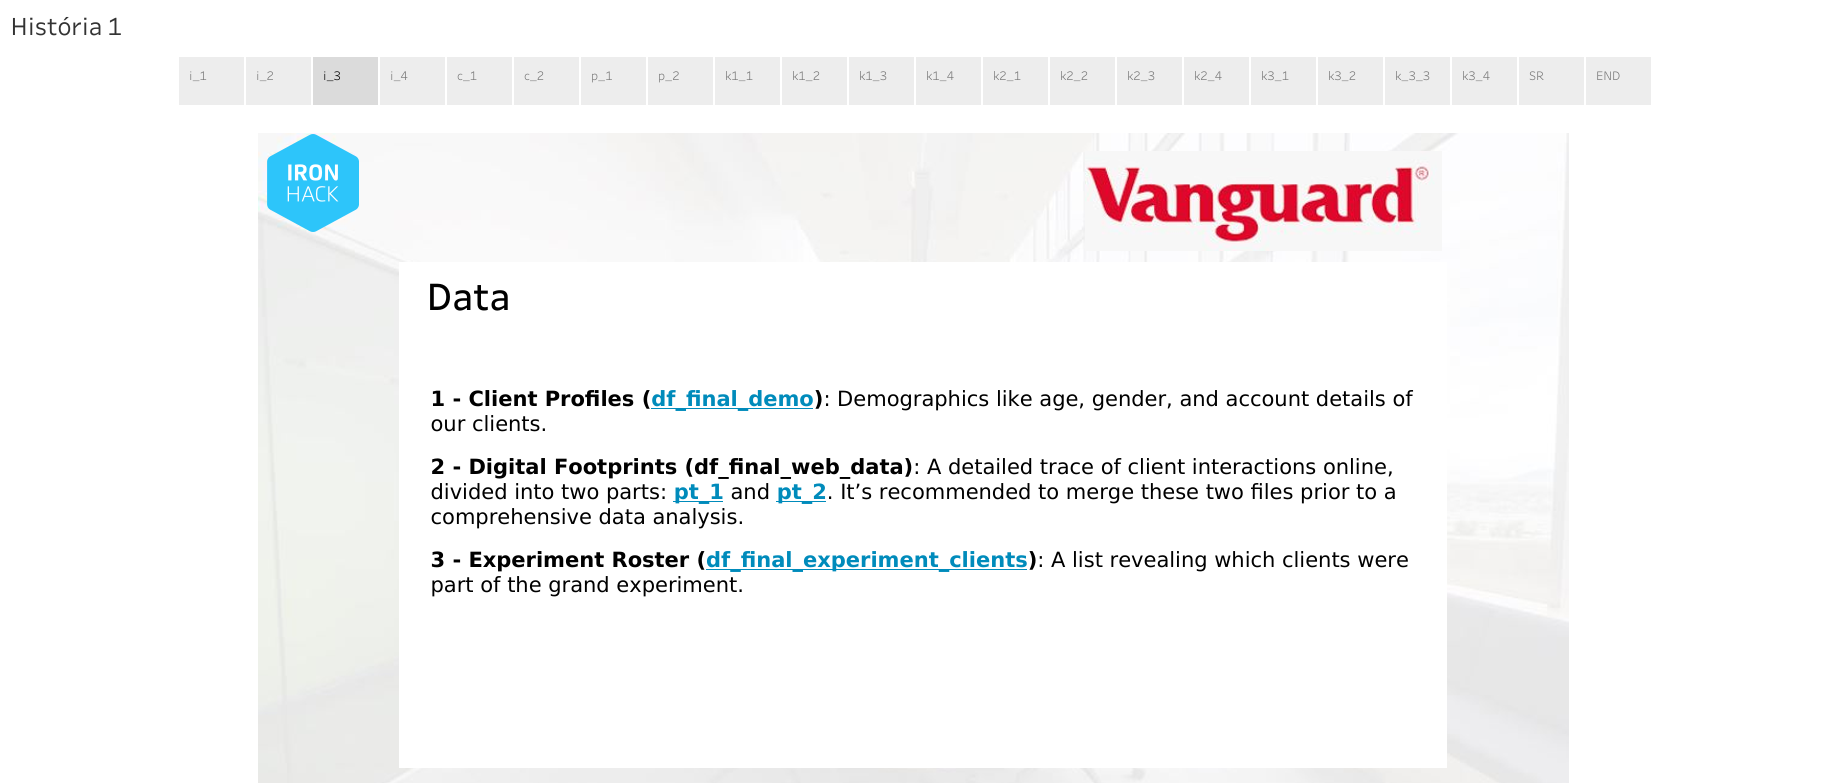 História 1
i_1 i_2 i_3 i_4 c_1 c_2 p_1 p_2 k1_1 k1_2 k1_3 k1_4 k2_1 k2_2 k2_3 k2_4 k3_1 k3_2 k_3_3 k3_4 SR END
IRON
HACK
Vanguard®
Data
1 - Client Profiles (df_final_demo): Demographics like age, gender, and account details of
our clients.
2 - Digital Footprints (df_final_web_data): A detailed trace of client interactions online,
divided into two parts: pt_1 and pt_2. It’s recommended to merge these two files prior to a
comprehensive data analysis.
3 - Experiment Roster (df_final_experiment_clients): A list revealing which clients were
part of the grand experiment.